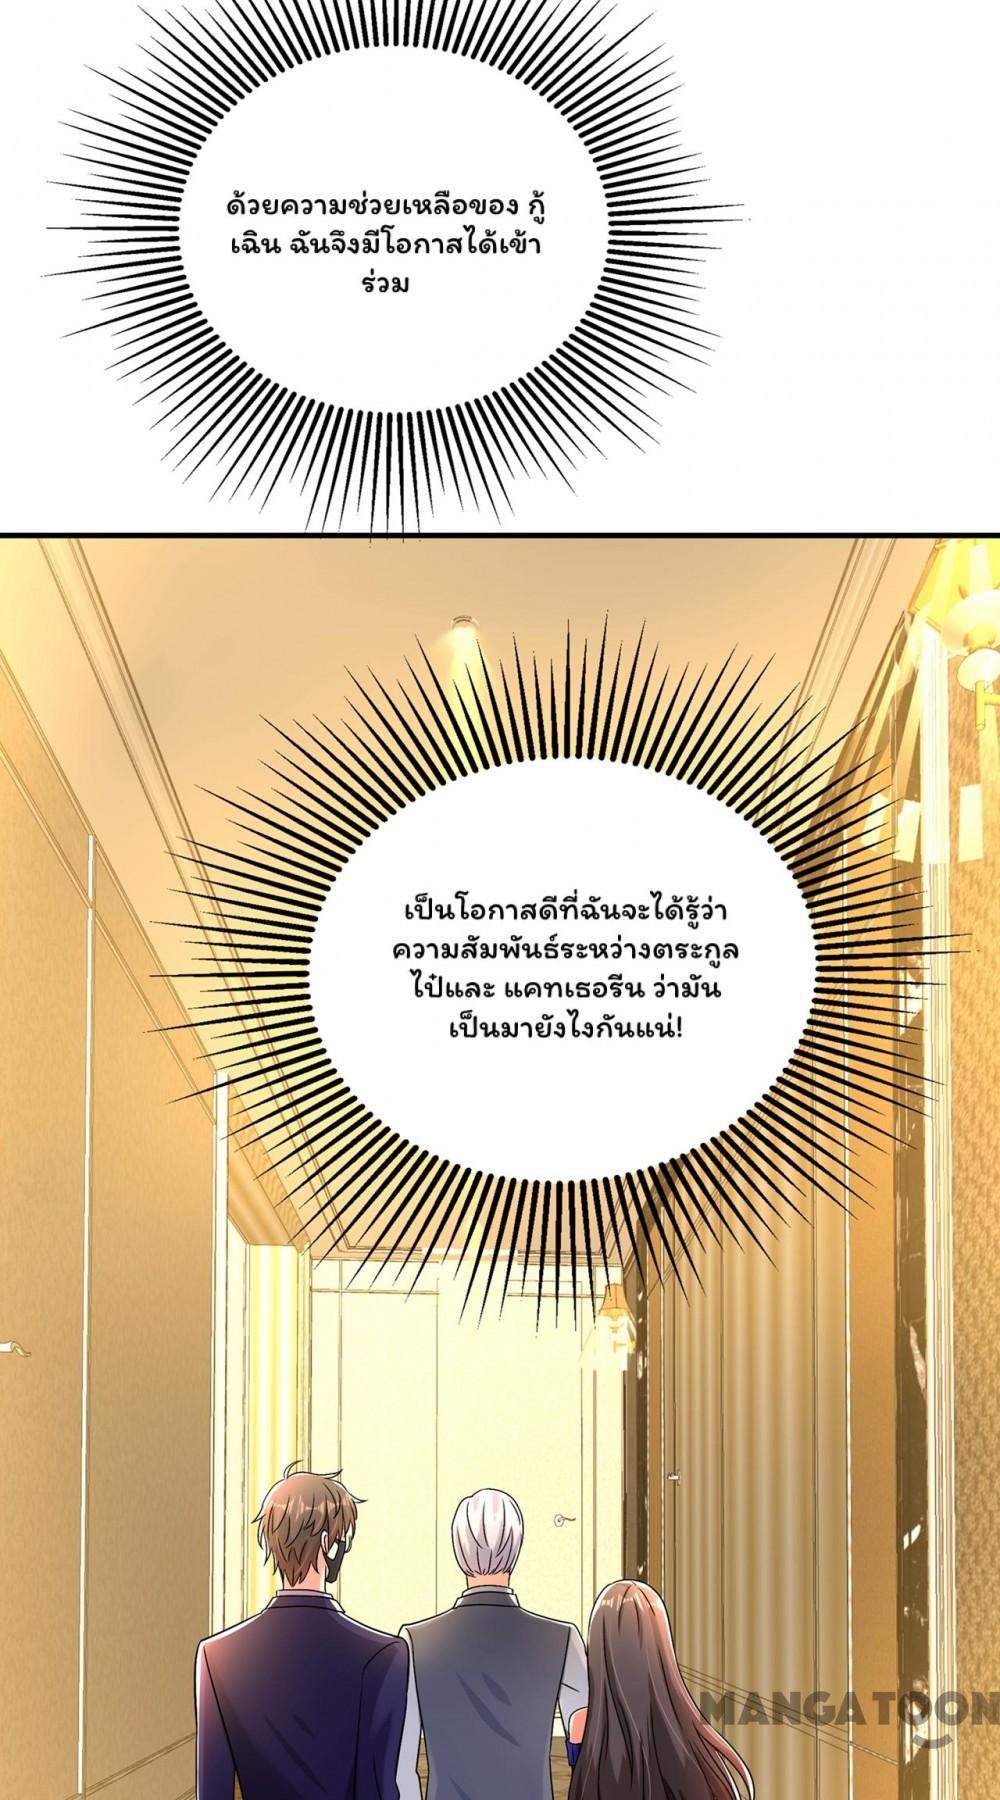 ด้วยความช่วยเหลือของ กู้
เฉิน ฉันจึงมีโอกาสได้เข้า
ร่วม
เป็นโอกาสดีที่ฉันจะได้รู้ว่า
ความสัมพันธ์ระหว่างตระกูล
ไป๋และ แคทเธอรีน ว่ามัน
เป็นมายังไงกันแน่!
MANGATOON